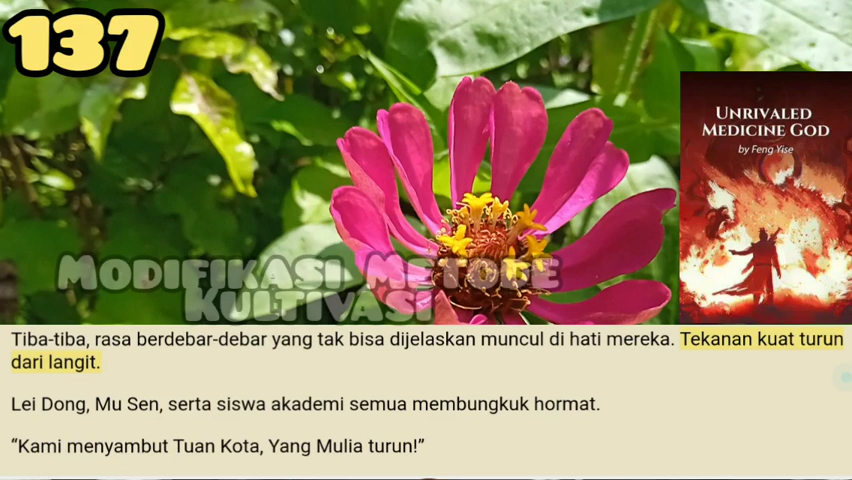 137
UNRIVALED
MEDICINE GOD
by Feng Yise
MODIFIKASI METODE
KULTIVASI
Tiba-tiba, rasa berdebar-debar yang tak bisa dijelaskan muncul di hati mereka. Tekanan kuat turun
dari langit.
Lei Dong, Mu Sen, serta siswa akademi semua membungkuk hormat.
“Kami menyambut Tuan Kota, Yang Mulia turun!”